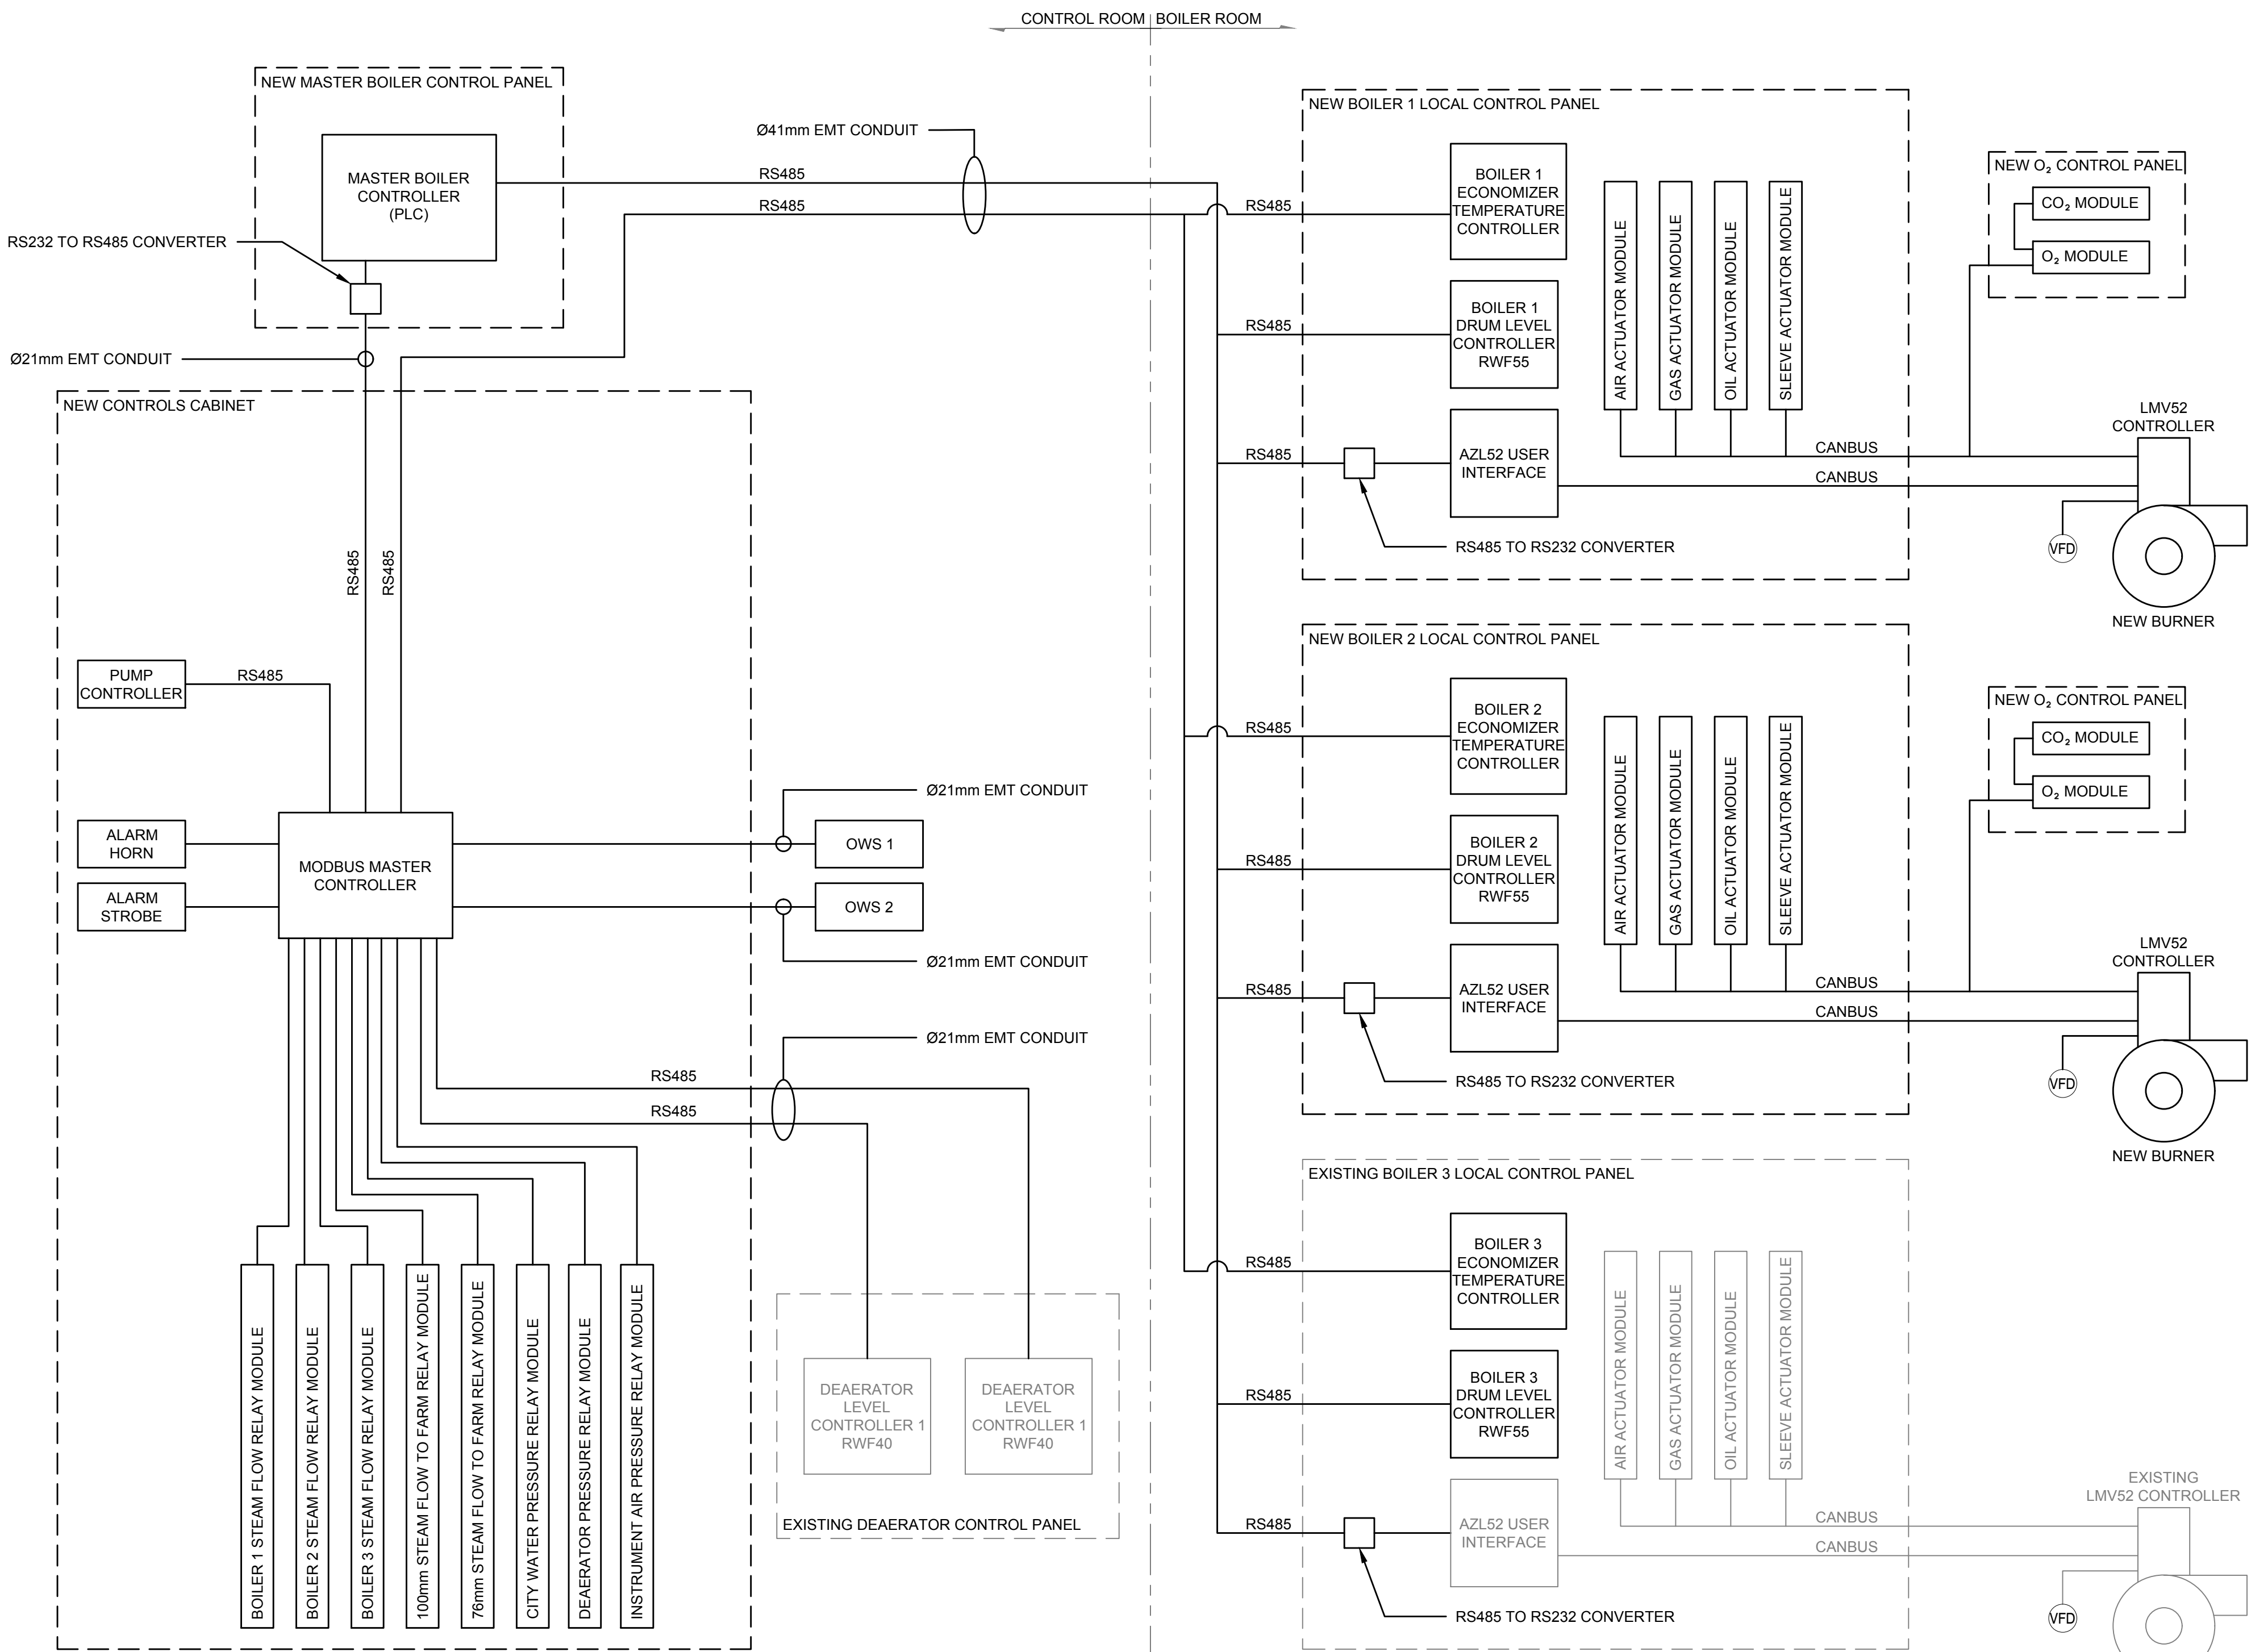 CONTROL ROOM
BOILER ROOM
NEW MASTER BOILER CONTROL PANEL
MASTER BOILER
CONTROLLER
(PLC)
RS232 TO RS485 CONVERTER
Ø21mm EMT CONDUIT
Ø41mm EMT CONDUIT
RS485
RS485
NEW CONTROLS CABINET
RS485
RS485
PUMP
CONTROLLER
RS485
ALARM
HORN
ALARM
STROBE
MODBUS MASTER
CONTROLLER
Ø21mm EMT CONDUIT
OWS 1
OWS 2
Ø21mm EMT CONDUIT
Ø21mm EMT CONDUIT
RS485
RS485
BOILER 1 STEAM FLOW RELAY MODULE
BOILER 2 STEAM FLOW RELAY MODULE
BOILER 3 STEAM FLOW RELAY MODULE
100mm STEAM FLOW TO FARM RELAY MODULE
76mm STEAM FLOW TO FARM RELAY MODULE
CITY WATER PRESSURE RELAY MODULE
DEAERATOR PRESSURE RELAY MODULE
INSTRUMENT AIR PRESSURE RELAY MODULE
DEAERATOR
LEVEL
CONTROLLER 1
RWF40
DEAERATOR
LEVEL
CONTROLLER 1
RWF40
EXISTING DEAERATOR CONTROL PANEL
NEW BOILER 1 LOCAL CONTROL PANEL
RS485
BOILER 1
ECONOMIZER
TEMPERATURE
CONTROLLER
RS485
BOILER 1
DRUM LEVEL
CONTROLLER
RWF55
RS485
AZL52 USER
INTERFACE
RS485 TO RS232 CONVERTER
AIR ACTUATOR MODULE
GAS ACTUATOR MODULE
OIL ACTUATOR MODULE
SLEEVE ACTUATOR MODULE
CANBUS
CANBUS
NEW O₂ CONTROL PANEL
CO₂ MODULE
O₂ MODULE
LMV52
CONTROLLER
VFD
NEW BURNER
NEW BOILER 2 LOCAL CONTROL PANEL
RS485
BOILER 2
ECONOMIZER
TEMPERATURE
CONTROLLER
RS485
BOILER 2
DRUM LEVEL
CONTROLLER
RWF55
RS485
AZL52 USER
INTERFACE
RS485 TO RS232 CONVERTER
AIR ACTUATOR MODULE
GAS ACTUATOR MODULE
OIL ACTUATOR MODULE
SLEEVE ACTUATOR MODULE
CANBUS
CANBUS
NEW O₂ CONTROL PANEL
CO₂ MODULE
O₂ MODULE
LMV52
CONTROLLER
VFD
NEW BURNER
EXISTING BOILER 3 LOCAL CONTROL PANEL
RS485
BOILER 3
ECONOMIZER
TEMPERATURE
CONTROLLER
RS485
BOILER 3
DRUM LEVEL
CONTROLLER
RWF55
RS485
AZL52 USER
INTERFACE
RS485 TO RS232 CONVERTER
AIR ACTUATOR MODULE
GAS ACTUATOR MODULE
OIL ACTUATOR MODULE
SLEEVE ACTUATOR MODULE
CANBUS
CANBUS
EXISTING
LMV52 CONTROLLER
VFD